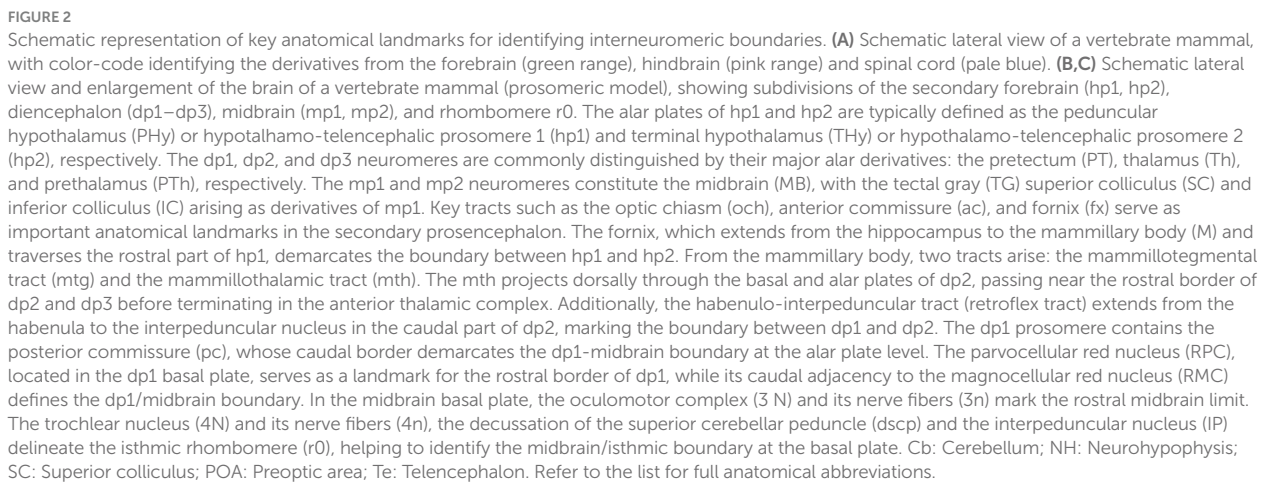 FIGURE 2
Schematic representation of key anatomical landmarks for identifying interneuromeric boundaries. (A) Schematic lateral view of a vertebrate mammal,
with color-code identifying the derivatives from the forebrain (green range), hindbrain (pink range) and spinal cord (pale blue). (B,C) Schematic lateral
view and enlargement of the brain of a vertebrate mammal (prosomeric model), showing subdivisions of the secondary forebrain (hp1, hp2),
diencephalon (dp1–dp3), midbrain (mp1, mp2), and rhombomere r0. The alar plates of hp1 and hp2 are typically defined as the peduncular
hypothalamus (PHy) or hypotalhamo-telencephalic prosomere 1 (hp1) and terminal hypothalamus (THy) or hypothalamo-telencephalic prosomere 2
(hp2), respectively. The dp1, dp2, and dp3 neuromeres are commonly distinguished by their major alar derivatives: the pretectum (PT), thalamus (Th),
and prethalamus (PTh), respectively. The mp1 and mp2 neuromeres constitute the midbrain (MB), with the tectal gray (TG) superior colliculus (SC) and
inferior colliculus (IC) arising as derivatives of mp1. Key tracts such as the optic chiasm (och), anterior commissure (ac), and fornix (fx) serve as
important anatomical landmarks in the secondary prosencephalon. The fornix, which extends from the hippocampus to the mammillary body (M) and
traverses the rostral part of hp1, demarcates the boundary between hp1 and hp2. From the mammillary body, two tracts arise: the mammillotegmental
tract (mtg) and the mammillothalamic tract (mth). The mth projects dorsally through the basal and alar plates of dp2, passing near the rostral border of
dp2 and dp3 before terminating in the anterior thalamic complex. Additionally, the habenulo-interpeduncular tract (retroflex tract) extends from the
habenula to the interpeduncular nucleus in the caudal part of dp2, marking the boundary between dp1 and dp2. The dp1 prosomere contains the
posterior commissure (pc), whose caudal border demarcates the dp1-midbrain boundary at the alar plate level. The parvocellular red nucleus (RPC),
located in the dp1 basal plate, serves as a landmark for the rostral border of dp1, while its caudal adjacency to the magnocellular red nucleus (RMC)
defines the dp1/midbrain boundary. In the midbrain basal plate, the oculomotor complex (3 N) and its nerve fibers (3n) mark the rostral midbrain limit.
The trochlear nucleus (4N) and its nerve fibers (4n), the decussation of the superior cerebellar peduncle (dscp) and the interpeduncular nucleus (IP)
delineate the isthmic rhombomere (r0), helping to identify the midbrain/isthmic boundary at the basal plate. Cb: Cerebellum; NH: Neurohypophysis;
SC: Superior colliculus; POA: Preoptic area; Te: Telencephalon. Refer to the list for full anatomical abbreviations.